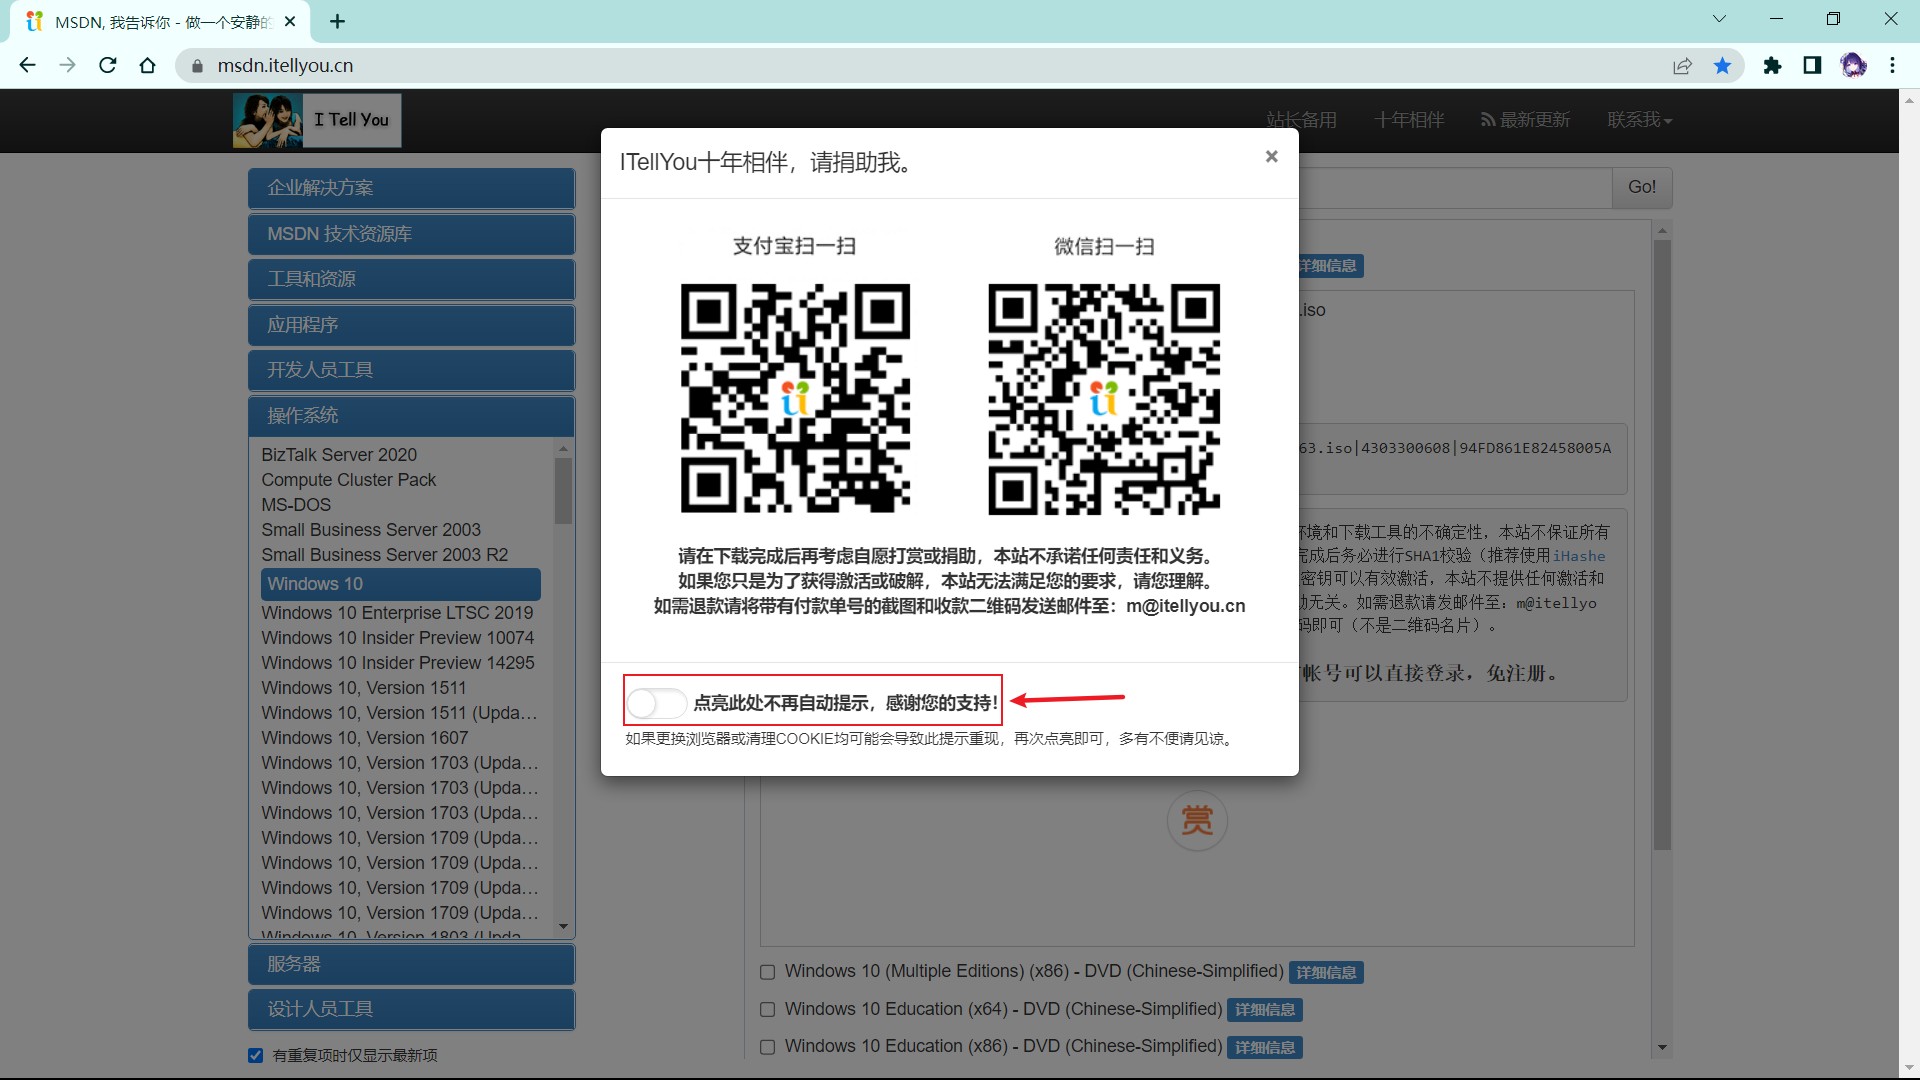 MSDN, 我告诉你 - 做一个安静的
msdn.itellyou.cn
I Tell You
站长备用
十年相伴
最新更新
联系我
企业解决方案
MSDN 技术资源库
工具和资源
应用程序
开发人员工具
操作系统
BizTalk Server 2020
Compute Cluster Pack
MS-DOS
Small Business Server 2003
Small Business Server 2003 R2
Windows 10
Windows 10 Enterprise LTSC 2019
Windows 10 Insider Preview 10074
Windows 10 Insider Preview 14295
Windows 10, Version 1511
Windows 10, Version 1511 (Upda...
Windows 10, Version 1607
Windows 10, Version 1703 (Upda...
Windows 10, Version 1703 (Upda...
Windows 10, Version 1703 (Upda...
Windows 10, Version 1709 (Upda...
Windows 10, Version 1709 (Upda...
Windows 10, Version 1709 (Upda...
Windows 10, Version 1709 (Upda...
Windows 10, Version 1803 (Upda
服务器
设计人员工具
有重复项时仅显示最新项
ITellYou十年相伴，请捐助我。
×
支付宝扫一扫
微信扫一扫
请在下载完成后再考虑自愿打赏或捐助，本站不承诺任何责任和义务。
如果您只是为了获得激活或破解，本站无法满足您的要求，请您理解。
如需退款请将带有付款单号的截图和收款二维码发送邮件至：m@itellyou.cn
点亮此处不再自动提示，感谢您的支持！
如果更换浏览器或清理COOKIE均可能会导致此提示重现，再次点亮即可，多有不便请见谅。
Go!
详细信息
.iso
63.iso|4303300608|94FD861E82458005A
环境和下载工具的不确定性，本站不保证所有
完成后务必进行SHA1校验（推荐使用iHashe
密钥可以有效激活，本站不提供任何激活和
动无关。如需退款请发邮件至：m@itellyo
码即可（不是二维码名片）。
帐号可以直接登录，免注册。
赏
Windows 10 (Multiple Editions) (x86) - DVD (Chinese-Simplified) 详细信息
Windows 10 Education (x64) - DVD (Chinese-Simplified) 详细信息
Windows 10 Education (x86) - DVD (Chinese-Simplified) 详细信息